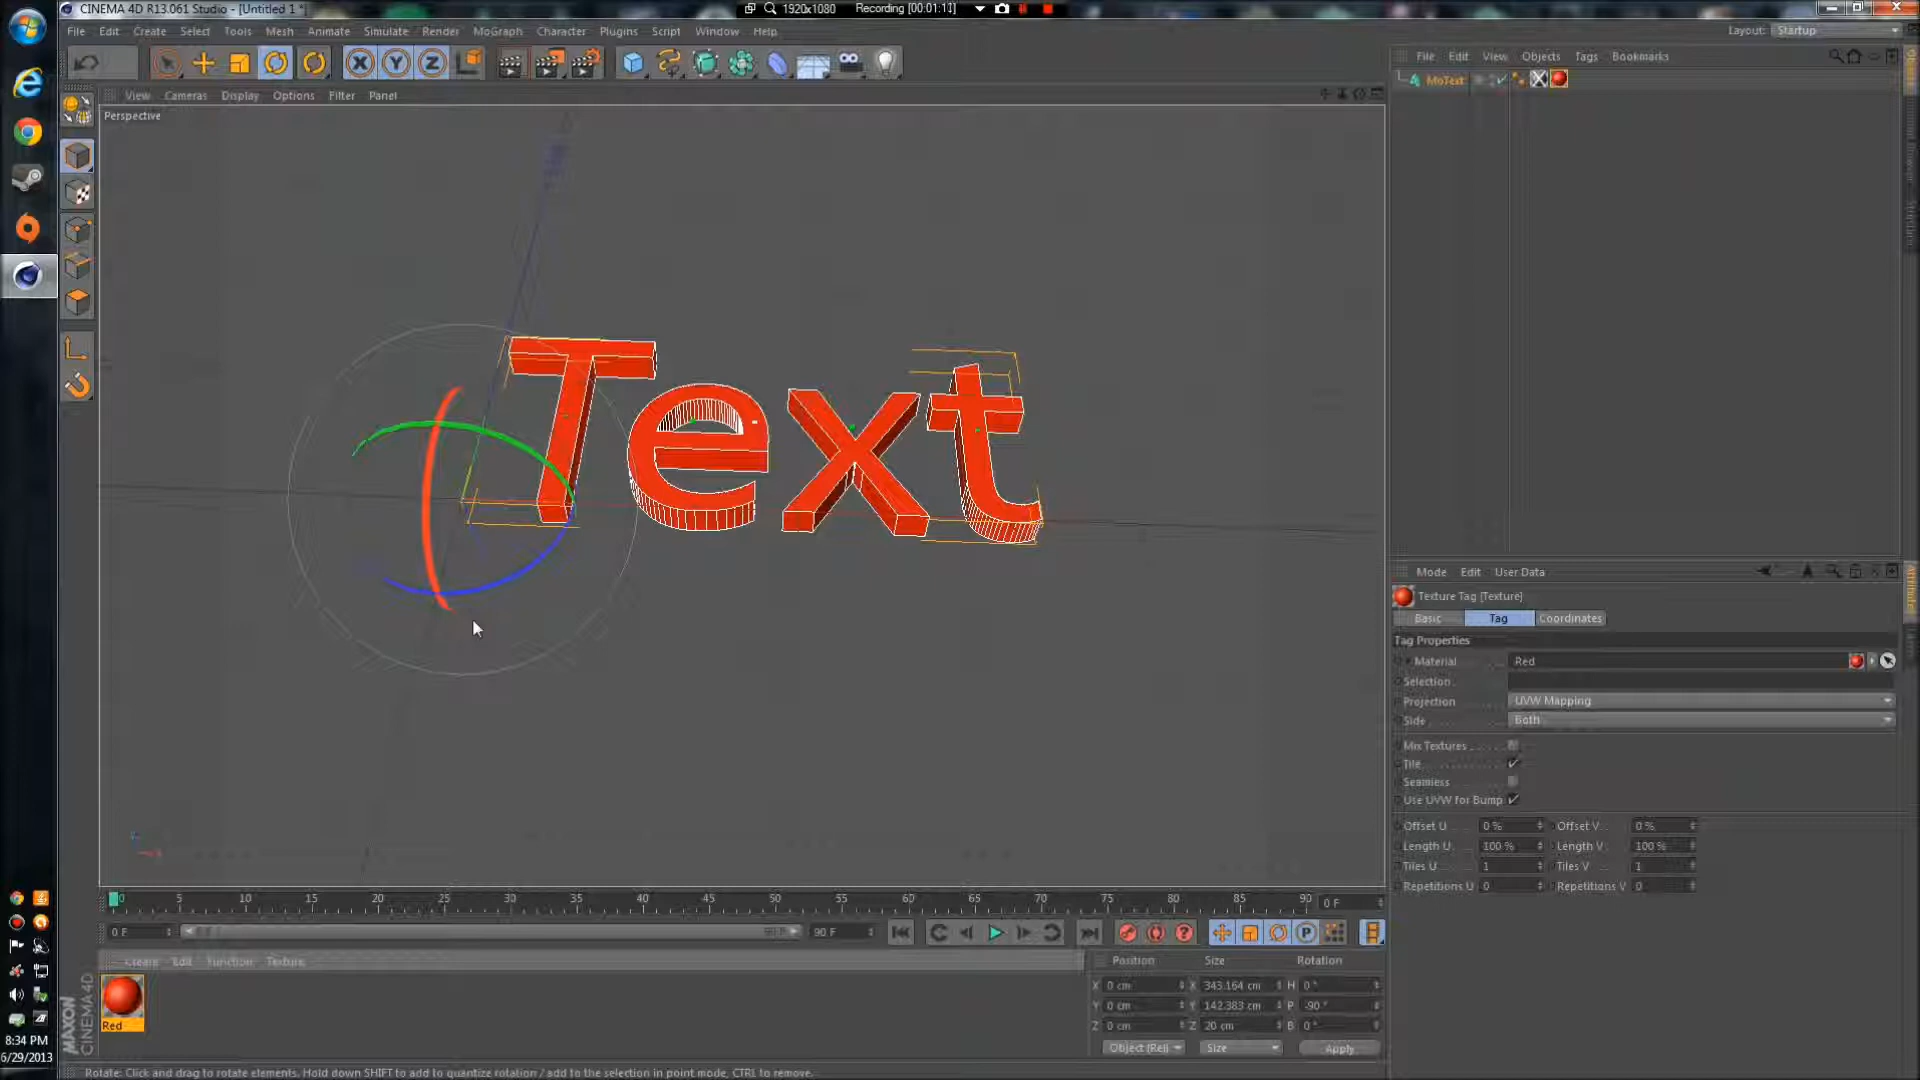 CINEMA 4D R13.061 Studio - [Untitled 1 *]
1920x1080
Recording [00:01:11]
File Edit Create Select Tools Mesh Animate Simulate Render MoGraph Character Plugins Script Window Help
Layout: Startup
X Y Z
File Edit View Objects Tags Bookmarks
MoText
View Cameras Display Options Filter Panel
Perspective
Text
Objects
Structure
Mode Edit User Data
Attributes
Texture Tag [Texture]
Basic Tag Coordinates
Tag Properties
Material Red
Selection
Projection UVW Mapping
Side Both
Mix Textures
Tile
Seamless
Use UVW for Bump
Offset U 0 % Offset V 0 %
Length U 100 % Length V 100 %
Tiles U 1 Tiles V 1
Repetitions U 0 Repetitions V 0
0 5 10 15 20 25 30 35 40 45 50 55 60 65 70 75 80 85 90 0 F
0 F 90 F 90 F
P
Create Edit Function Texture
Red
MAXON
CINEMA 4D
Position Size Rotation
X 0 cm X 343.164 cm H 0 °
Y 0 cm Y 142.383 cm P -90 °
Z 0 cm Z 20 cm B 0 °
Object (Rel) Size Apply
8:34 PM
6/29/2013
Rotate: Click and drag to rotate elements. Hold down SHIFT to add to quantize rotation / add to the selection in point mode, CTRL to remove.